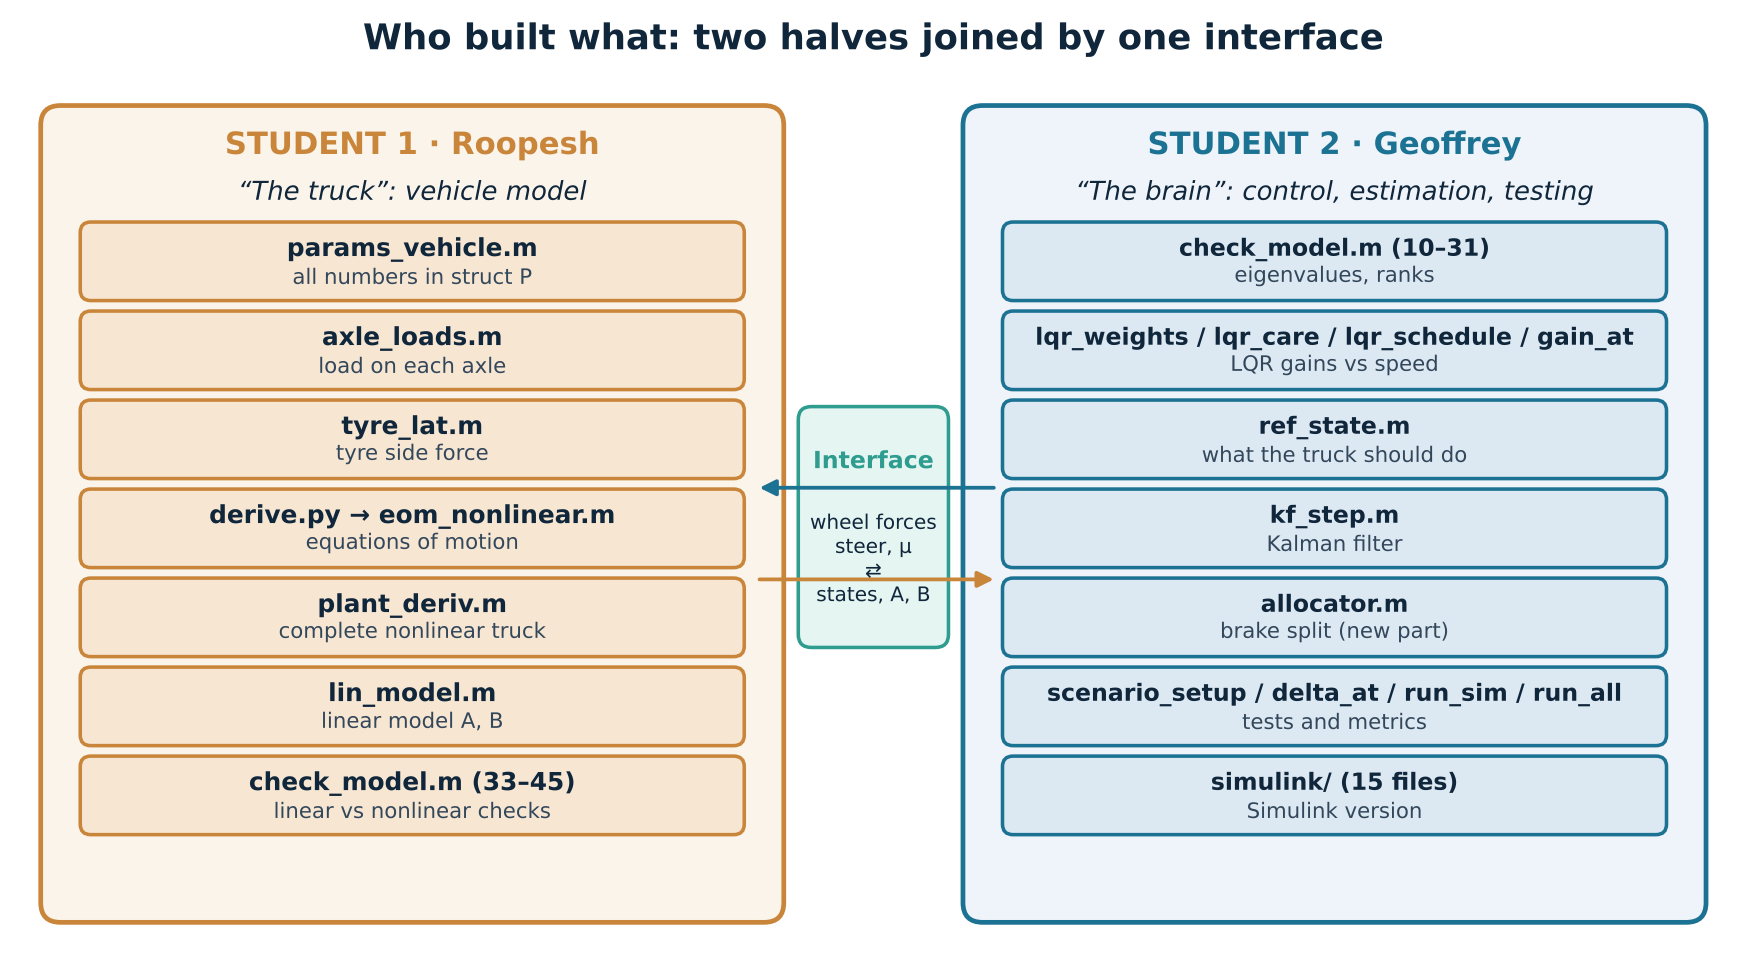 Who built what: two halves joined by one interface
STUDENT 1 · Roopesh
“The truck”: vehicle model
params_vehicle.m
all numbers in struct P
axle_loads.m
load on each axle
tyre_lat.m
tyre side force
derive.py → eom_nonlinear.m
equations of motion
plant_deriv.m
complete nonlinear truck
lin_model.m
linear model A, B
check_model.m (33–45)
linear vs nonlinear checks
Interface
wheel forces
steer, µ
⇄
states, A, B
STUDENT 2 · Geoffrey
“The brain”: control, estimation, testing
check_model.m (10–31)
eigenvalues, ranks
lqr_weights / lqr_care / lqr_schedule / gain_at
LQR gains vs speed
ref_state.m
what the truck should do
kf_step.m
Kalman filter
allocator.m
brake split (new part)
scenario_setup / delta_at / run_sim / run_all
tests and metrics
simulink/ (15 files)
Simulink version